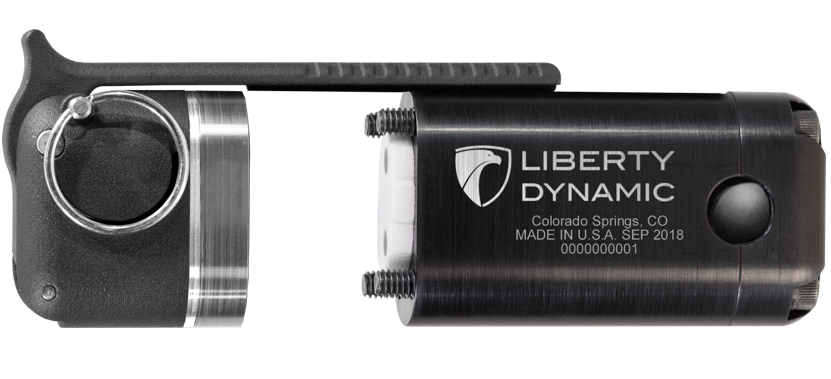 LIBERTY
DYNAMIC
Colorado Springs, CO
MADE IN U.S.A. SEP 2018
0000000001